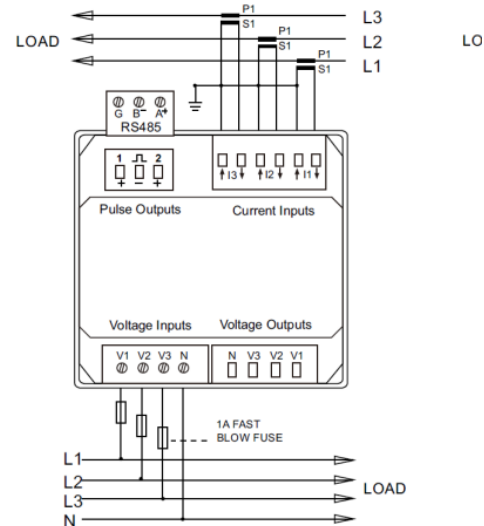 P1
L3
S1
LOAD
P1
L2
LO
S1
P1
L1
S1
G B- A+
RS485
1 2
+ − +
I3 I2 I1
Pulse Outputs
Current Inputs
Voltage Inputs
Voltage Outputs
V1 V2 V3 N
N V3 V2 V1
1A FAST
BLOW FUSE
L1
L2
LOAD
L3
N